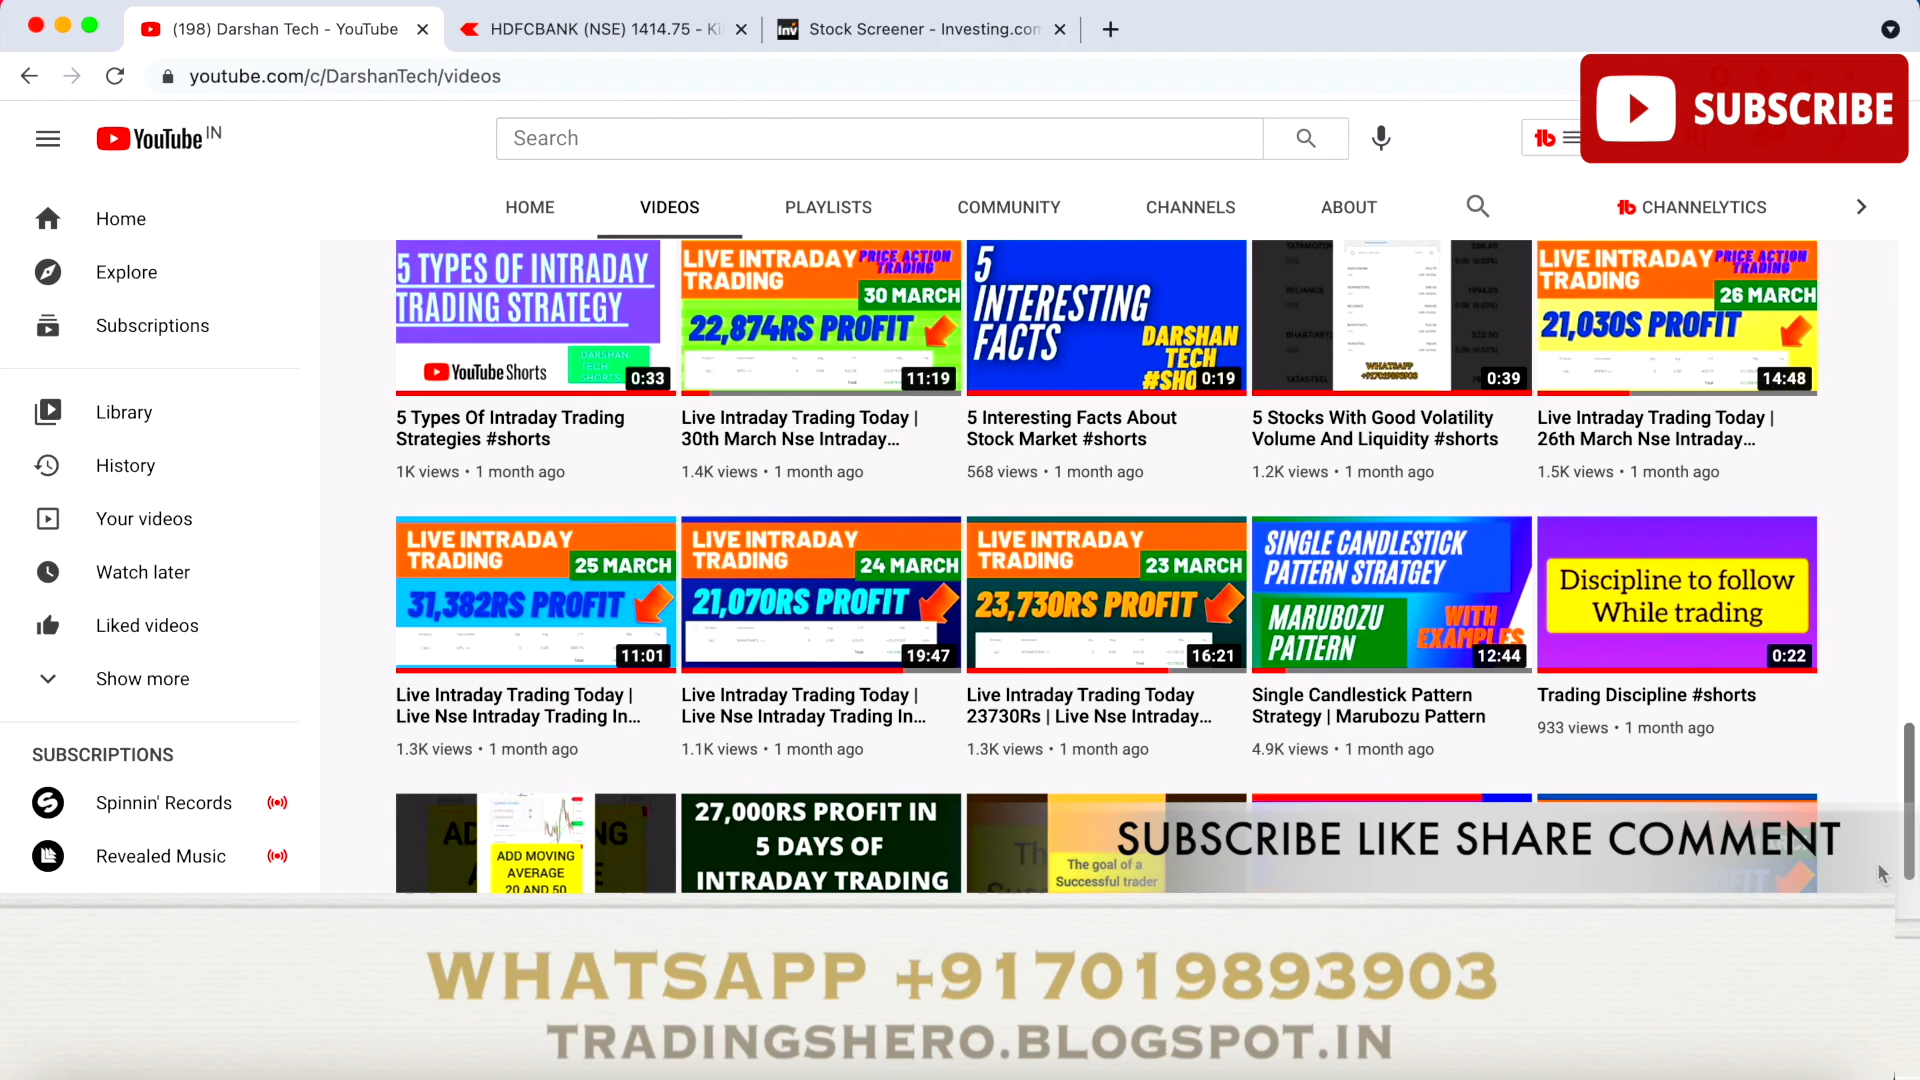 (198) Darshan Tech - YouTube
HDFCBANK (NSE) 1414.75 - Ki
Inv Stock Screener - Investing.com
youtube.com/c/DarshanTech/videos
SUBSCRIBE
YouTube IN
Search
HOME VIDEOS PLAYLISTS COMMUNITY CHANNELS ABOUT CHANNELYTICS
Home
Explore
Subscriptions
Library
History
Your videos
Watch later
Liked videos
Show more
SUBSCRIPTIONS
Spinnin' Records
Revealed Music
5 TYPES OF INTRADAY
TRADING STRATEGY
YouTube Shorts
DARSHAN
TECH
SHORTS
0:33
5 Types Of Intraday Trading
Strategies #shorts
1K views • 1 month ago
LIVE INTRADAY
TRADING
PRICE ACTION
TRADING
30 MARCH
22,874RS PROFIT
11:19
Live Intraday Trading Today |
30th March Nse Intraday...
1.4K views • 1 month ago
5
INTERESTING
FACTS
DARSHAN
TECH
#SHO
0:19
5 Interesting Facts About
Stock Market #shorts
568 views • 1 month ago
RELIANCE
TATASTEEL
WHATSAPP
+917019893903
0:39
5 Stocks With Good Volatility
Volume And Liquidity #shorts
1.2K views • 1 month ago
LIVE INTRADAY
TRADING
PRICE ACTION
TRADING
26 MARCH
21,030S PROFIT
14:48
Live Intraday Trading Today |
26th March Nse Intraday...
1.5K views • 1 month ago
LIVE INTRADAY
TRADING
25 MARCH
31,382RS PROFIT
11:01
Live Intraday Trading Today |
Live Nse Intraday Trading In...
1.3K views • 1 month ago
LIVE INTRADAY
TRADING
24 MARCH
21,070RS PROFIT
19:47
Live Intraday Trading Today |
Live Nse Intraday Trading In...
1.1K views • 1 month ago
LIVE INTRADAY
TRADING
23 MARCH
23,730RS PROFIT
16:21
Live Intraday Trading Today
23730Rs | Live Nse Intraday...
1.3K views • 1 month ago
SINGLE CANDLESTICK
PATTERN STRATGEY
MARUBOZU
PATTERN
WITH
EXAMPLES
12:44
Single Candlestick Pattern
Strategy | Marubozu Pattern
4.9K views • 1 month ago
Discipline to follow
While trading
0:22
Trading Discipline #shorts
933 views • 1 month ago
ADD MOVING
AVERAGE
20 AND 50
27,000RS PROFIT IN
5 DAYS OF
INTRADAY TRADING
The goal of a
Successful trader
SUBSCRIBE LIKE SHARE COMMENT
WHATSAPP +917019893903
TRADINGSHERO.BLOGSPOT.IN